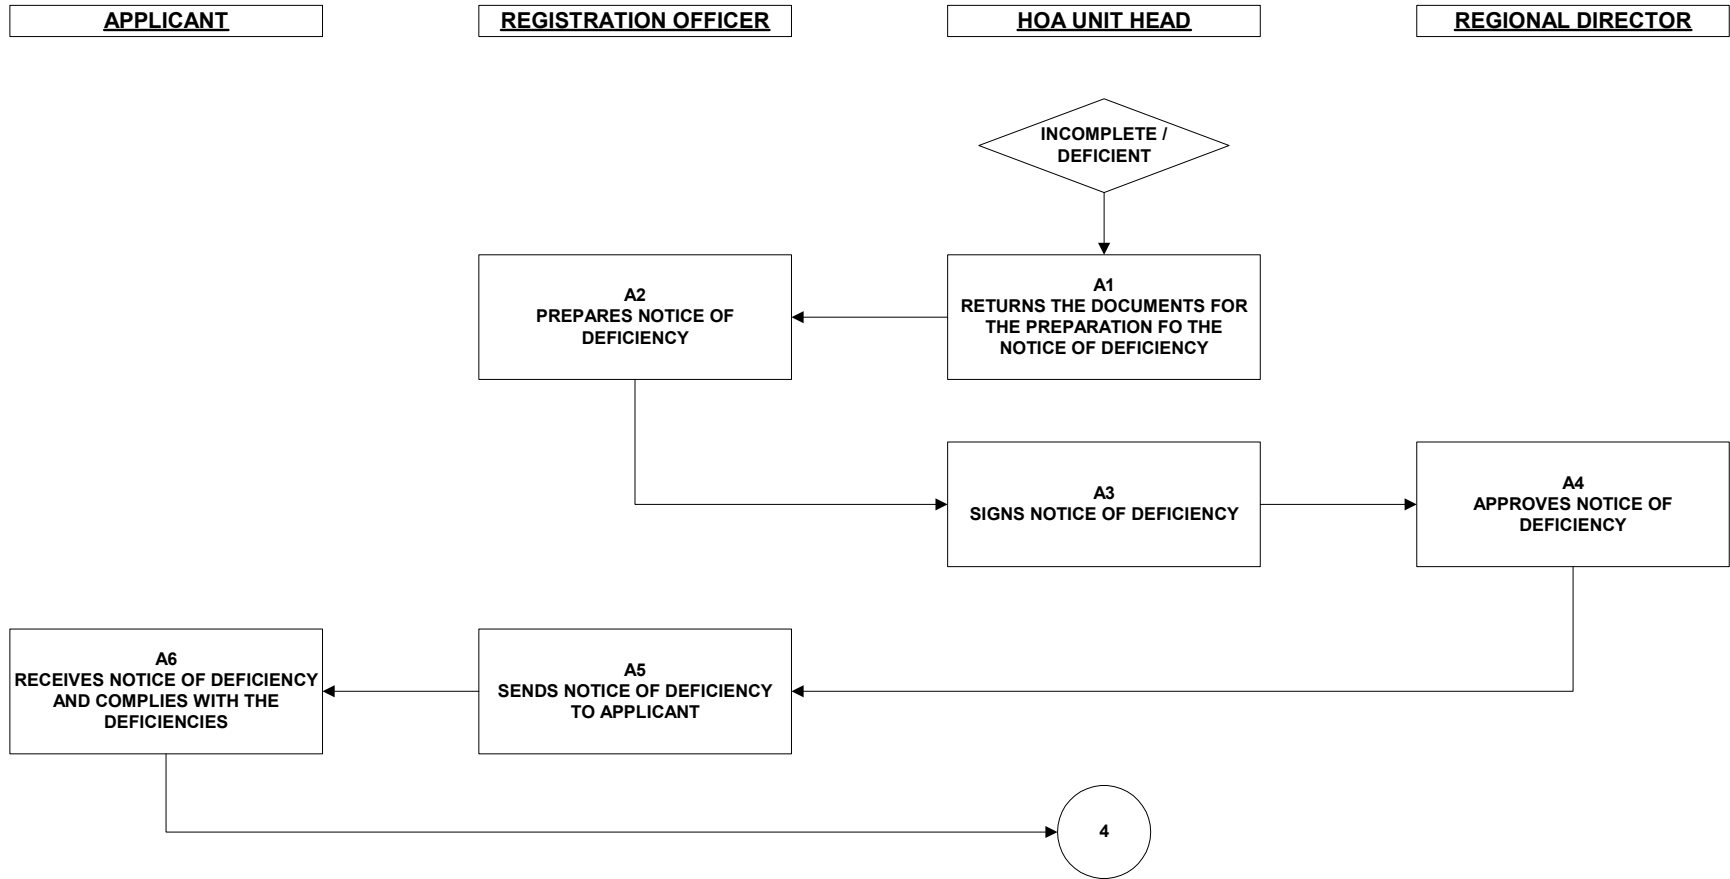 APPLICANT
REGISTRATION OFFICER
HOA UNIT HEAD
REGIONAL DIRECTOR
INCOMPLETE /
DEFICIENT
A2
PREPARES NOTICE OF
DEFICIENCY
A1
RETURNS THE DOCUMENTS FOR
THE PREPARATION FO THE
NOTICE OF DEFICIENCY
A3
SIGNS NOTICE OF DEFICIENCY
A4
APPROVES NOTICE OF
DEFICIENCY
A6
RECEIVES NOTICE OF DEFICIENCY
AND COMPLIES WITH THE
DEFICIENCIES
A5
SENDS NOTICE OF DEFICIENCY
TO APPLICANT
4